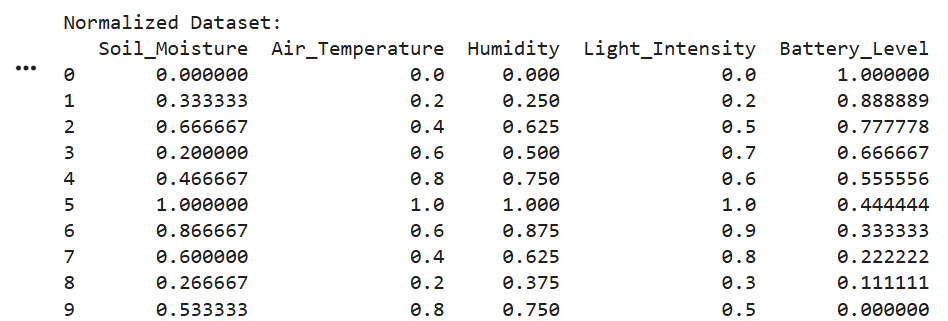 Normalized Dataset:
Soil_Moisture Air_Temperature Humidity Light_Intensity Battery_Level
0 0.000000 0.0 0.000 0.0 1.000000
1 0.333333 0.2 0.250 0.2 0.888889
2 0.666667 0.4 0.625 0.5 0.777778
3 0.200000 0.6 0.500 0.7 0.666667
4 0.466667 0.8 0.750 0.6 0.555556
5 1.000000 1.0 1.000 1.0 0.444444
6 0.866667 0.6 0.875 0.9 0.333333
7 0.600000 0.4 0.625 0.8 0.222222
8 0.266667 0.2 0.375 0.3 0.111111
9 0.533333 0.8 0.750 0.5 0.000000